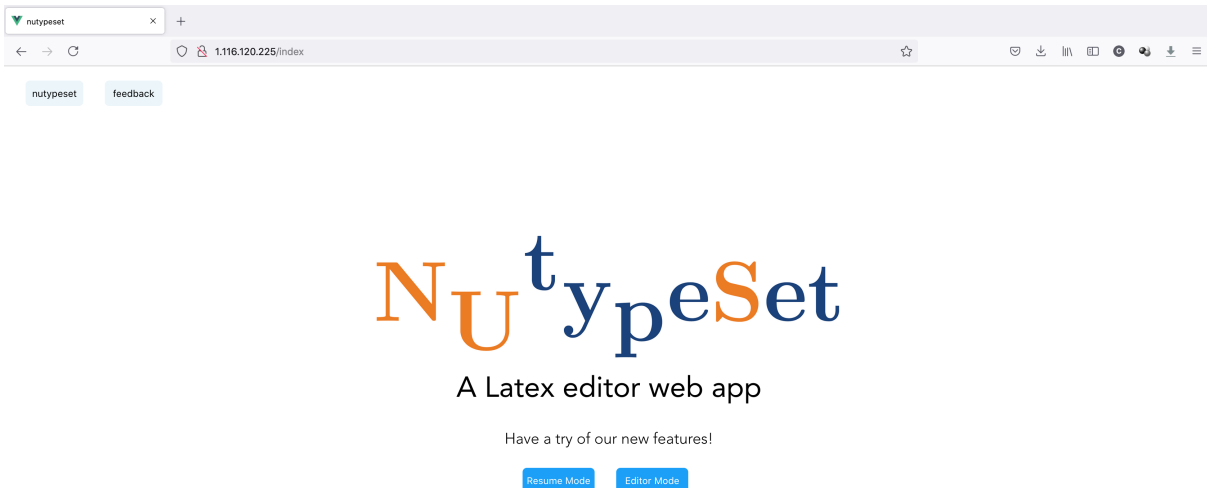 nutypeset
1.116.120.225/index
nutypeset feedback
NUtypeSet
A Latex editor web app
Have a try of our new features!
Resume Mode Editor Mode